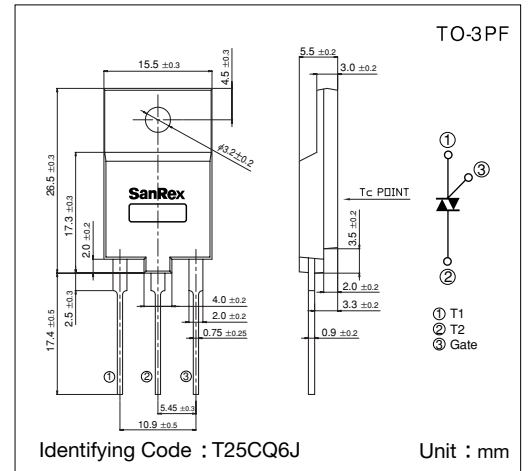 TO-3PF
15.5 ±0.3
4.5 ±0.3
5.5 ±0.2
3.0 ±0.2
φ3.2±0.2
26.5 ±0.3
17.3 ±0.3
2.0 ±0.2
SanRex
Tc POINT
3.5 ±0.2
17.4 ±0.5
2.5 ±0.3
4.0 ±0.2
2.0 ±0.2
0.75 ±0.25
2.0 ±0.2
3.3 ±0.2
0.9 ±0.2
① ② ③
5.45 ±0.3
10.9 ±0.5
①
③
②
① T1
② T2
③ Gate
Identifying Code : T25CQ6J
Unit : mm